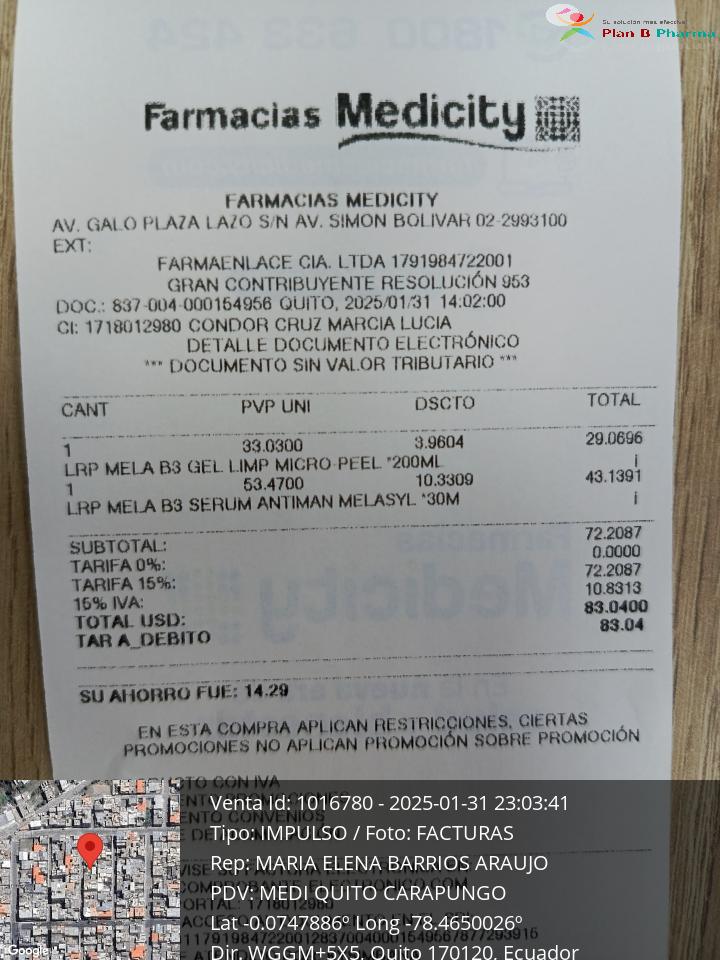 Su solución mas efectiva
Plan B Pharma
Farmacias Medicity
FARMACIAS MEDICITY
AV. GALO PLAZA LAZO S/N AV. SIMON BOLIVAR 02-2993100
EXT:
FARMAENLACE CIA. LTDA 1791984722001
GRAN CONTRIBUYENTE RESOLUCIÓN 953
DOC.: 837-004-000154956 QUITO, 2025/01/31 14:02:00
CI: 1718012980 CONDOR CRUZ MARCIA LUCIA
DETALLE DOCUMENTO ELECTRÓNICO
*** DOCUMENTO SIN VALOR TRIBUTARIO ***
CANT PVP UNI DSCTO TOTAL
1 33.0300 3.9604 29.0696
LRP MELA B3 GEL LIMP MICRO-PEEL *200ML i
1 53.4700 10.3309 43.1391
LRP MELA B3 SERUM ANTIMAN MELASYL *30M i
SUBTOTAL: 72.2087
TARIFA 0%: 0.0000
TARIFA 15%: 72.2087
15% IVA: 10.8313
TOTAL USD: 83.0400
TAR A_DEBITO 83.04
SU AHORRO FUE: 14.29
EN ESTA COMPRA APLICAN RESTRICCIONES, CIERTAS
PROMOCIONES NO APLICAN PROMOCIÓN SOBRE PROMOCIÓN
CON IVA
CONVENIOS
Venta Id: 1016780 - 2025-01-31 23:03:41
Tipo: IMPULSO / Foto: FACTURAS
Rep: MARIA ELENA BARRIOS ARAUJO
PDV: MEDI QUITO CARAPUNGO
Lat -0.0747886º Long -78.4650026º
Dir. WGGM+5X5, Quito 170120, Ecuador
Google